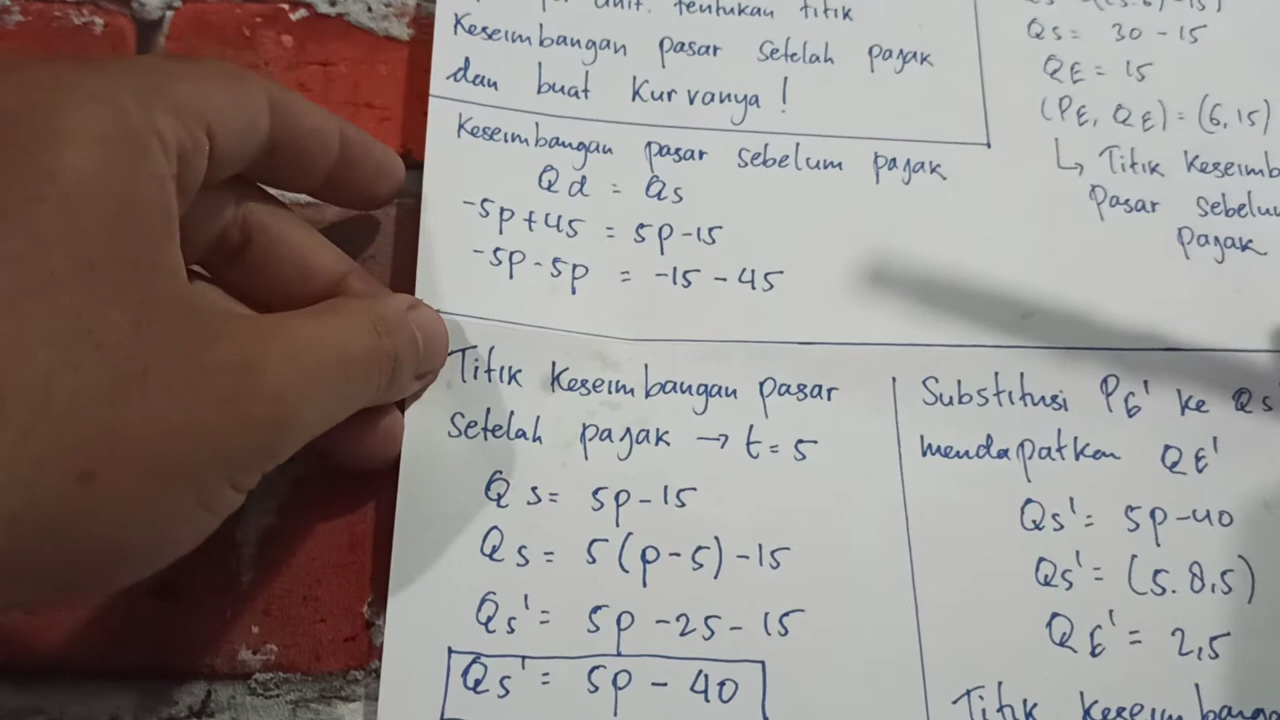 unit. tentukan titik
Keseimbangan pasar setelah pajak
dan buat Kurvanya !
Keseimbangan pasar sebelum pajak
Qd = Qs
-5p+45 = 5p-15
-5p-5p = -15-45
Qs = 30-15
QE = 15
(PE, QE) = (6,15)
↳ Titik Keseimb
Pasar sebelu
pajak
Titik Keseimbangan pasar
setelah pajak → t=5
Qs= 5p-15
Qs= 5(p-5)-15
Qs'= 5p-25-15
Qs' = 5p-40
Substitusi PE' ke Qs
mendapatkan QE'
Qs'= 5p-40
Qs'= (5.8,5)
QE'= 2,5
Titik Keseimbang